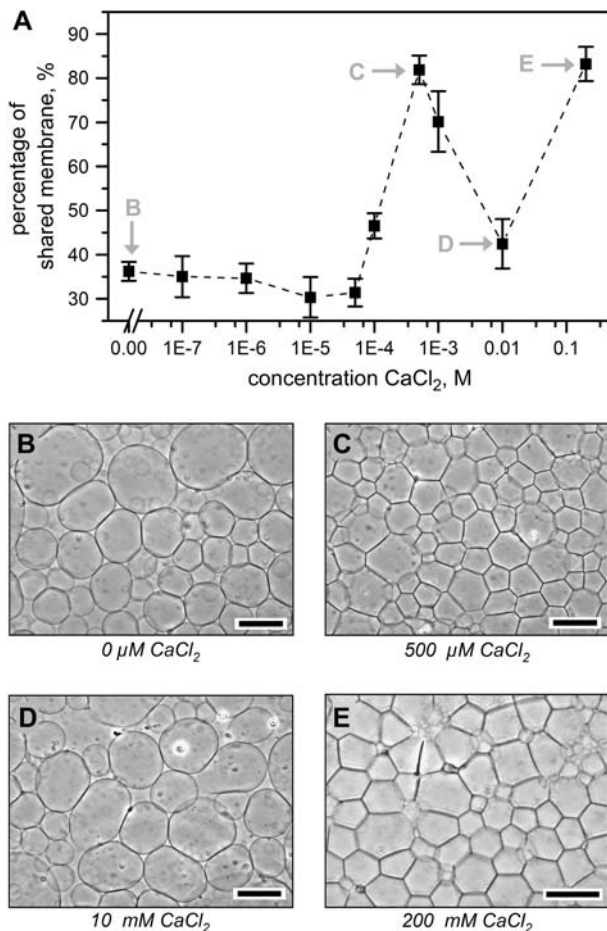 A
percentage of
shared membrane, %
90
80
70
60
50
40
30
B
C
D
E
0.00 1E-7 1E-6 1E-5 1E-4 1E-3 0.01 0.1
concentration CaCl₂, M
B
0 µM CaCl₂
C
500 µM CaCl₂
D
10 mM CaCl₂
E
200 mM CaCl₂